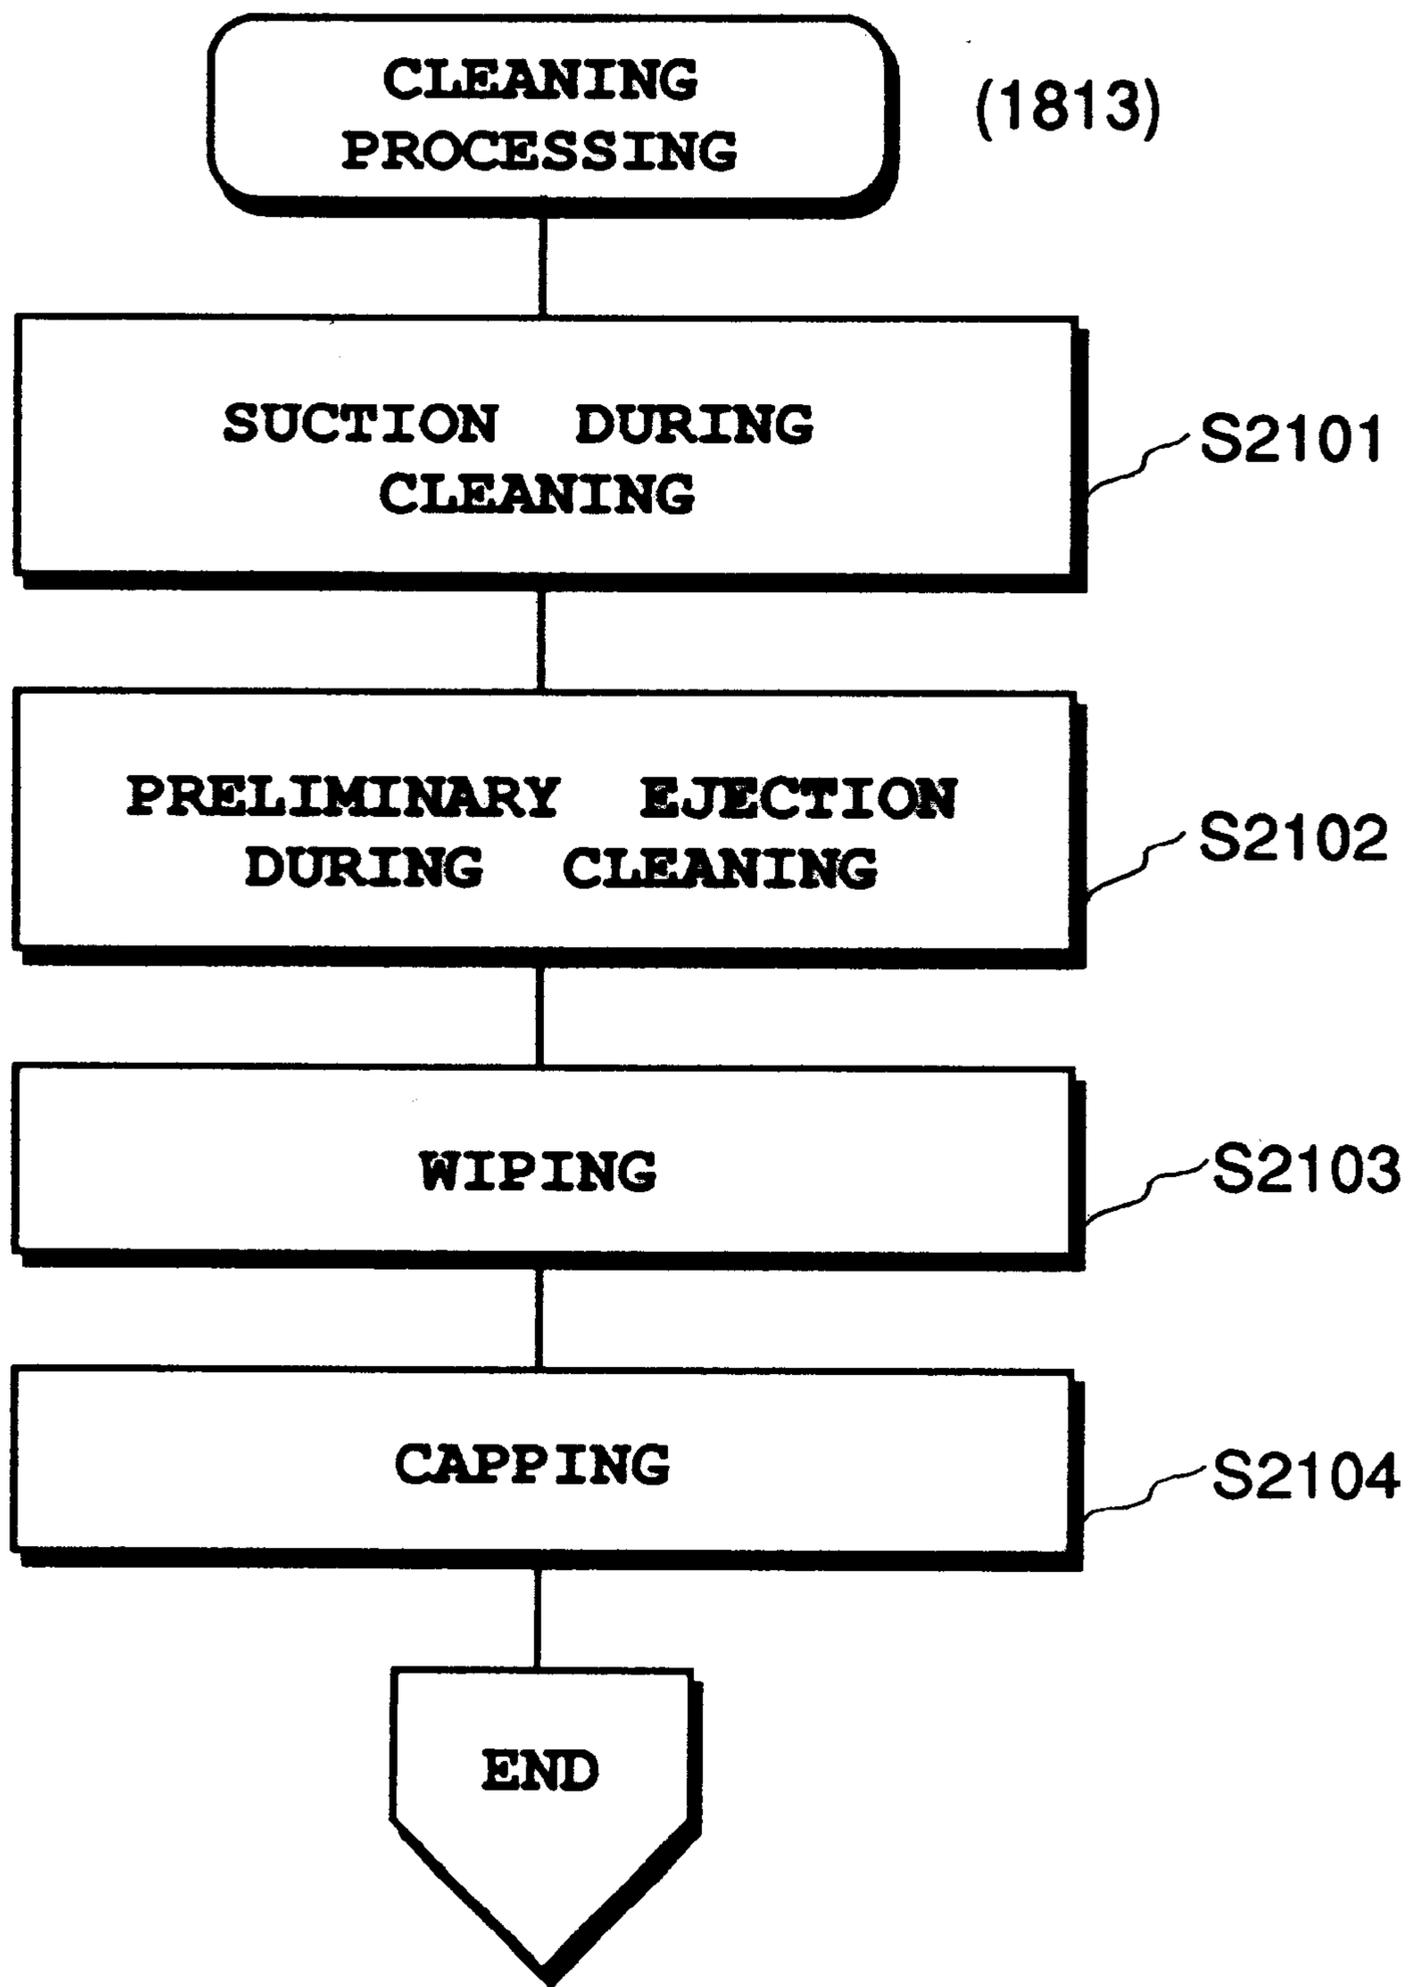 CLEANING
PROCESSING
(1813)
SUCTION DURING
CLEANING
S2101
PRELIMINARY EJECTION
DURING CLEANING
S2102
WIPING
S2103
CAPPING
S2104
END